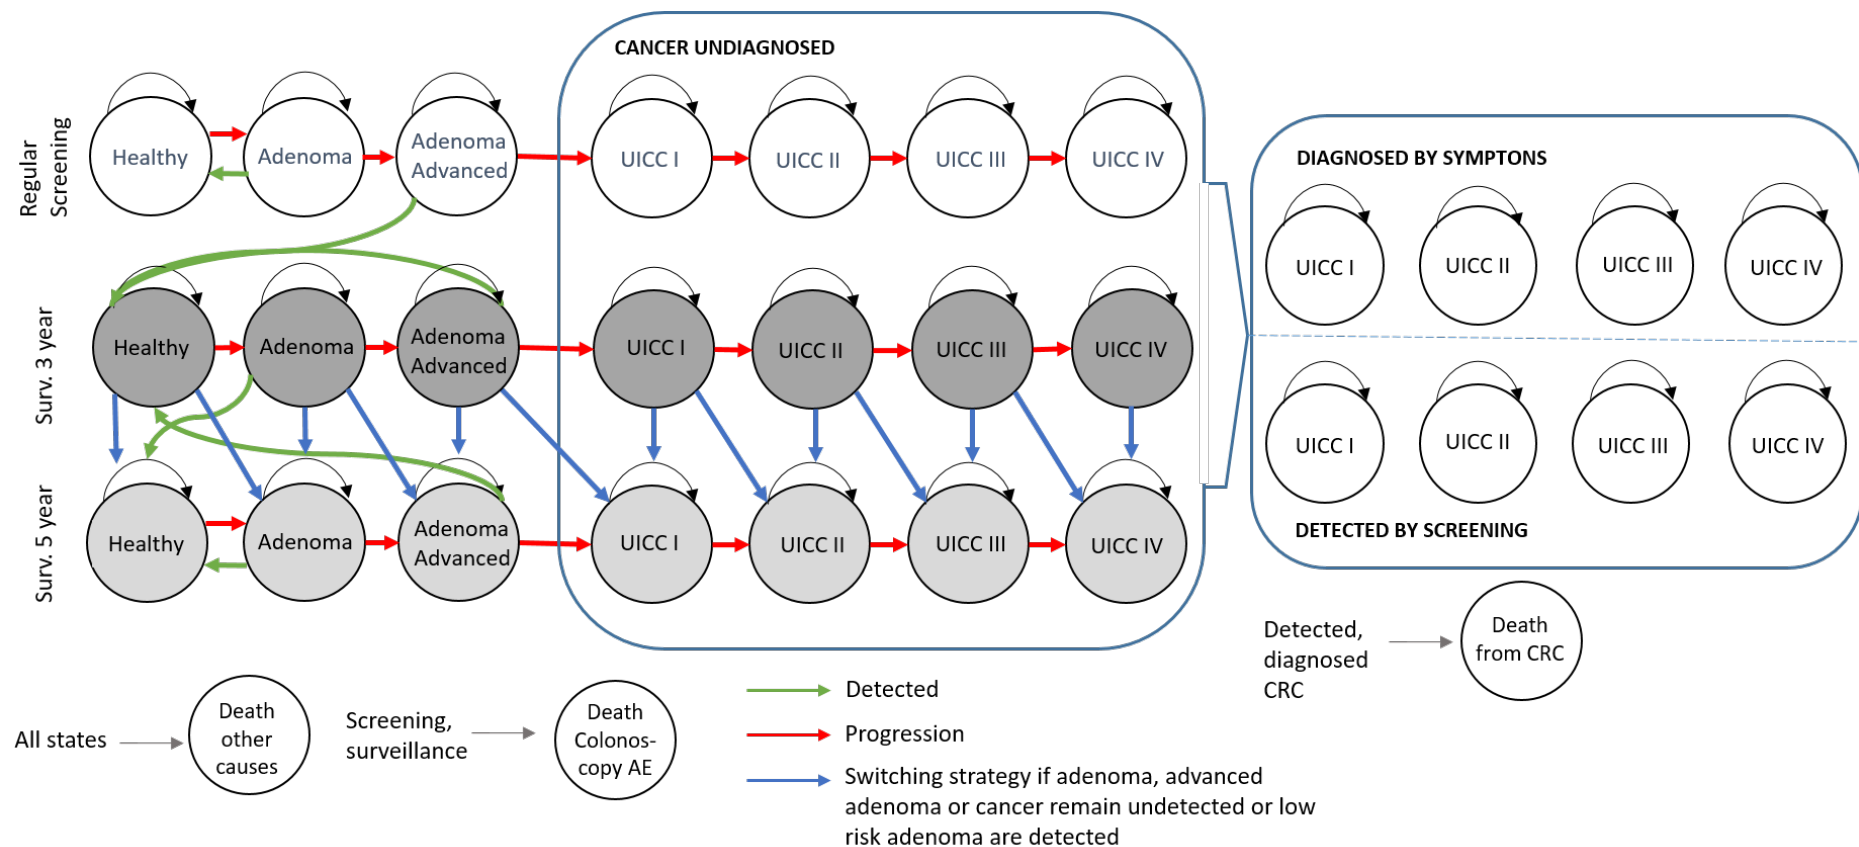 CANCER UNDIAGNOSED
Regular
Screening
Healthy
Adenoma
Adenoma
Advanced
UICC I
UICC II
UICC III
UICC IV
Surv. 3 year
Healthy
Adenoma
Adenoma
Advanced
UICC I
UICC II
UICC III
UICC IV
Surv. 5 year
Healthy
Adenoma
Adenoma
Advanced
UICC I
UICC II
UICC III
UICC IV
DIAGNOSED BY SYMPTONS
UICC I
UICC II
UICC III
UICC IV
UICC I
UICC II
UICC III
UICC IV
DETECTED BY SCREENING
Detected,
diagnosed
CRC
Death
from CRC
All states
Death
other
causes
Screening,
surveillance
Death
Colonos-
copy AE
Detected
Progression
Switching strategy if adenoma, advanced
adenoma or cancer remain undetected or low
risk adenoma are detected